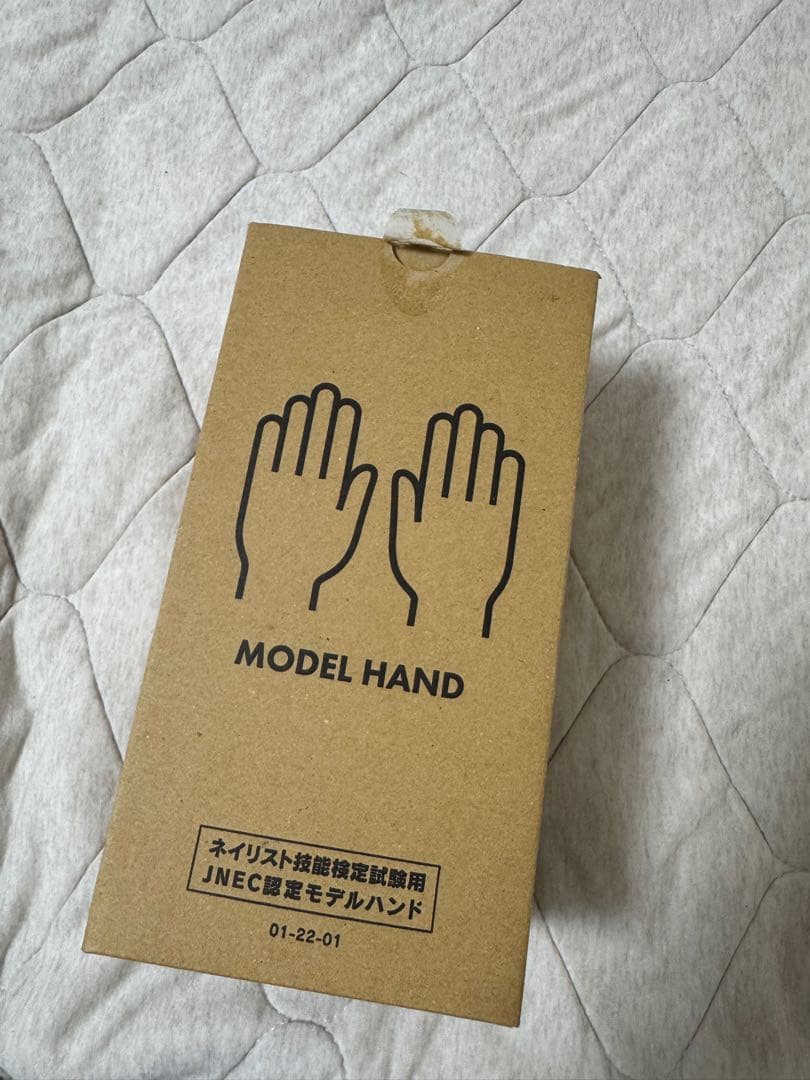 MODEL HAND
ネイリスト技能検定試験用
JNEC認定モデルハンド
01-22-01